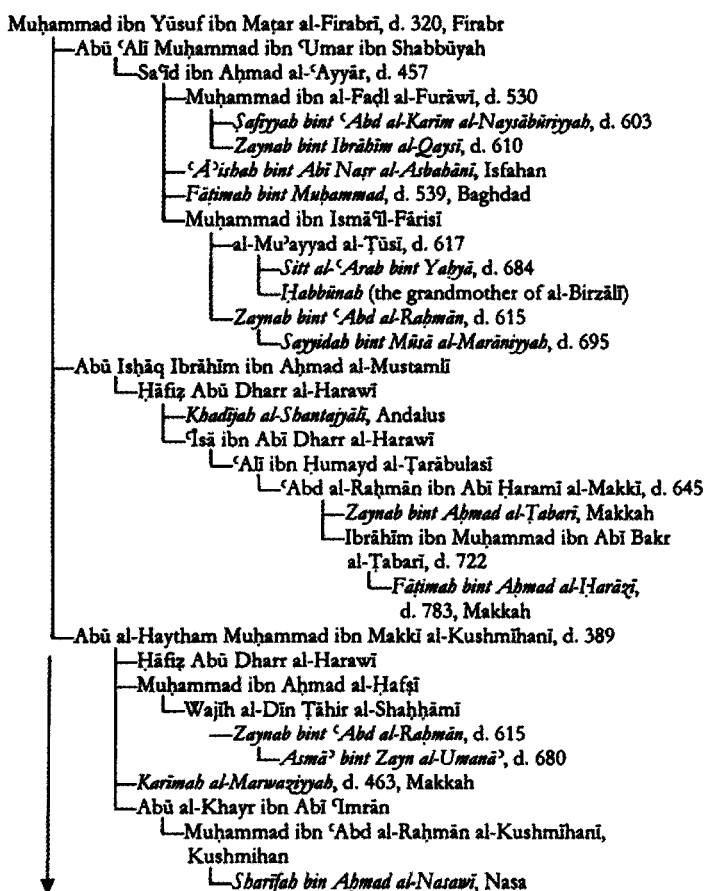 Muḥammad ibn Yūsuf ibn Maṭar al-Firabrī, d. 320, Firabr
Abū ʿAlī Muḥammad ibn ʿUmar ibn Shabbūyah
Saʿīd ibn Aḥmad al-ʿAyyār, d. 457
Muḥammad ibn al-Faḍl al-Furāwī, d. 530
Ṣafiyyah bint ʿAbd al-Karīm al-Naysābūriyyah, d. 603
Zaynab bint Ibrāhīm al-Qaysī, d. 610
ʿĀʾishah bint Abī Naṣr al-Aṣbahānī, Isfahan
Fāṭimah bint Muḥammad, d. 539, Baghdad
Muḥammad ibn Ismāʿīl-Fārisī
al-Muʾayyad al-Ṭūsī, d. 617
Sitt al-ʿArab bint Yaḥyā, d. 684
Ḥabbūnah (the grandmother of al-Birzālī)
Zaynab bint ʿAbd al-Raḥmān, d. 615
Sayyidah bint Mūsā al-Marāniyyah, d. 695
Abū Isḥāq Ibrāhīm ibn Aḥmad al-Mustamlī
Ḥāfiẓ Abū Dharr al-Harawī
Khadījah al-Shantajyālī, Andalus
ʿĪsā ibn Abī Dharr al-Harawī
ʿAlī ibn Ḥumayd al-Ṭarābulasī
ʿAbd al-Raḥmān ibn Abī Ḥaramī al-Makkī, d. 645
Zaynab bint Aḥmad al-Ṭabarī, Makkah
Ibrāhīm ibn Muḥammad ibn Abī Bakr
al-Ṭabarī, d. 722
Fāṭimah bint Aḥmad al-Ḥarāẓī,
d. 783, Makkah
Abū al-Haytham Muḥammad ibn Makkī al-Kushmīhanī, d. 389
Ḥāfiẓ Abū Dharr al-Harawī
Muḥammad ibn Aḥmad al-Ḥafṣī
Wajīh al-Dīn Ṭāhir al-Shaḥḥāmī
Zaynab bint ʿAbd al-Raḥmān, d. 615
Asmāʾ bint Zayn al-Umanāʾ, d. 680
Karīmah al-Marwaziyyah, d. 463, Makkah
Abū al-Khayr ibn Abī ʿImrān
Muḥammad ibn ʿAbd al-Raḥmān al-Kushmīhanī,
Kushmihan
Sharīfah bin Aḥmad al-Nasawī, Nasa